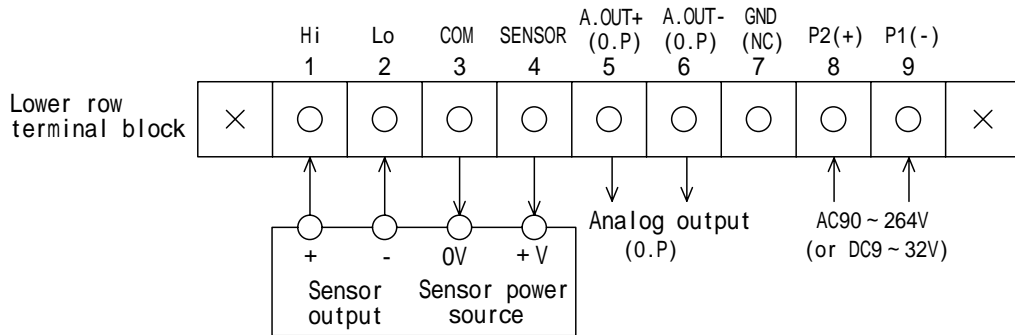 A.OUT+ A.OUT- GND
Hi Lo COM SENSOR (O.P) (O.P) (NC) P2(+) P1(-)
1 2 3 4 5 6 7 8 9
Lower row
terminal block
Analog output
(O.P)
AC90~264V
(or DC9~32V)
+ - 0V +V
Sensor output
Sensor power source